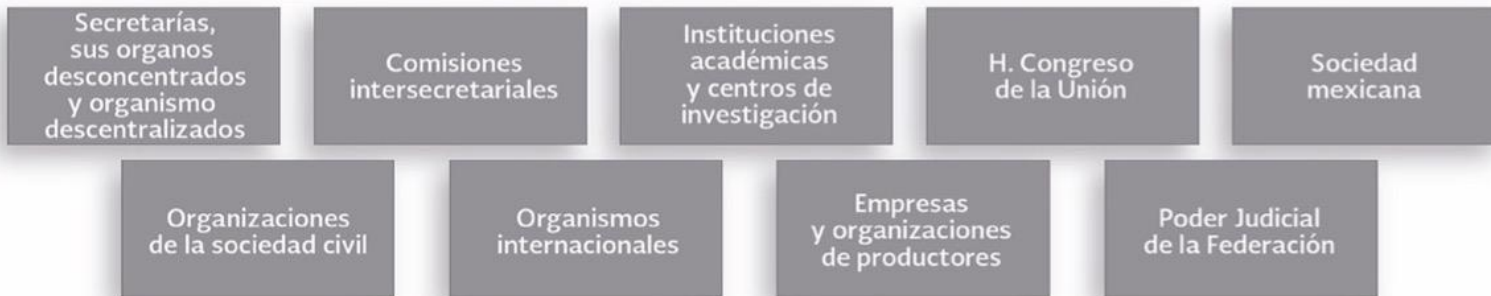 Secretarías,
sus organos
desconcentrados
y organismo
descentralizados
Comisiones
intersecretariales
Instituciones
académicas
y centros de
investigación
H. Congreso
de la Unión
Sociedad
mexicana
Organizaciones
de la sociedad civil
Organismos
internacionales
Empresas
y organizaciones
de productores
Poder Judicial
de la Federación